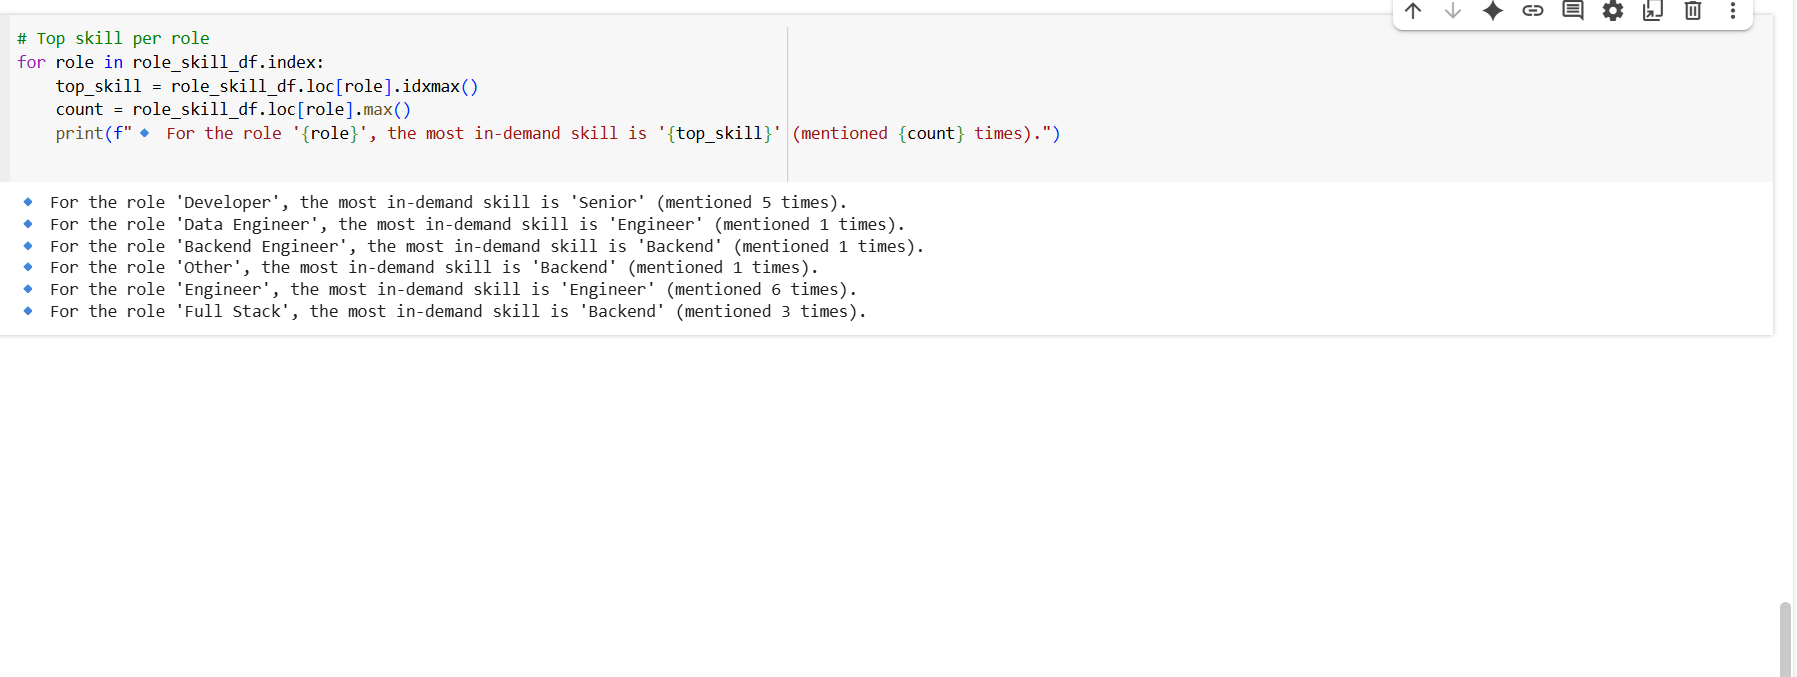 # Top skill per role
for role in role_skill_df.index:
    top_skill = role_skill_df.loc[role].idxmax()
    count = role_skill_df.loc[role].max()
    print(f"🔹 For the role '{role}', the most in-demand skill is '{top_skill}' (mentioned {count} times).")
🔹 For the role 'Developer', the most in-demand skill is 'Senior' (mentioned 5 times).
🔹 For the role 'Data Engineer', the most in-demand skill is 'Engineer' (mentioned 1 times).
🔹 For the role 'Backend Engineer', the most in-demand skill is 'Backend' (mentioned 1 times).
🔹 For the role 'Other', the most in-demand skill is 'Backend' (mentioned 1 times).
🔹 For the role 'Engineer', the most in-demand skill is 'Engineer' (mentioned 6 times).
🔹 For the role 'Full Stack', the most in-demand skill is 'Backend' (mentioned 3 times).